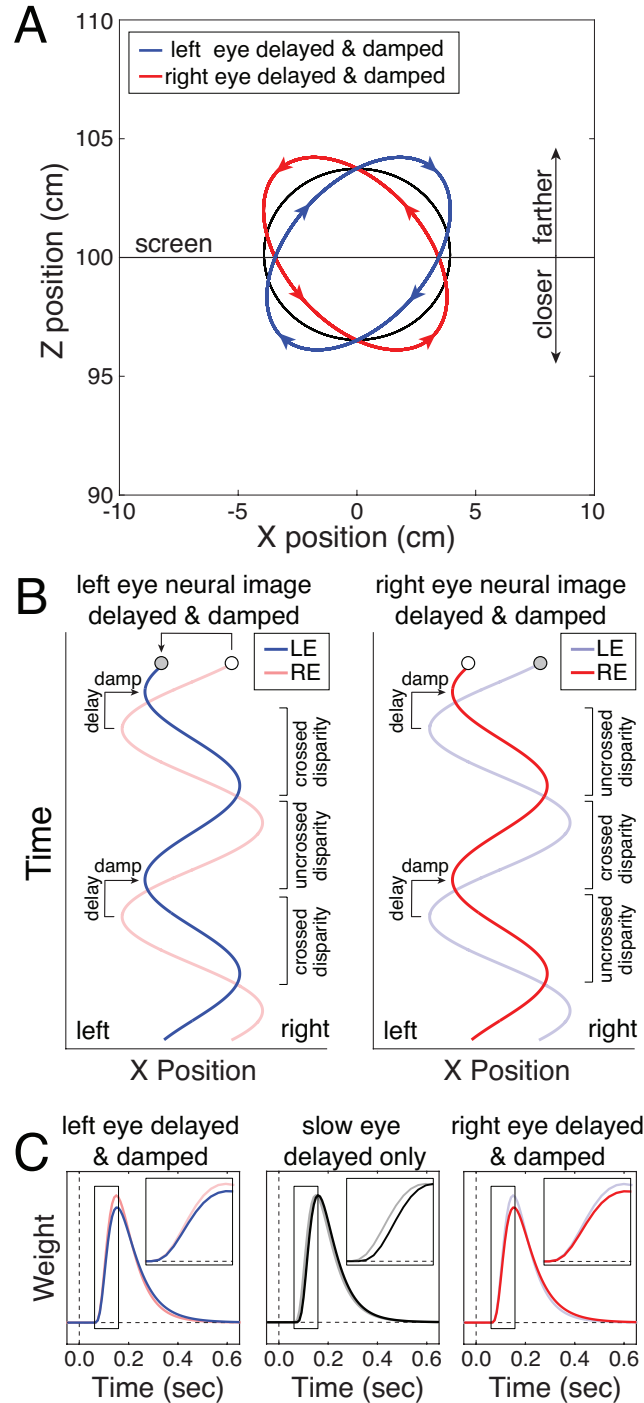 A
left eye delayed & damped
right eye delayed & damped
110
105
100
95
90
Z position (cm)
screen
farther
closer
-10
-5
0
5
10
X position (cm)
B
left eye neural image
delayed & damped
LE
RE
damp
delay
crossed
disparity
uncrossed
disparity
damp
delay
crossed
disparity
left
right
Time
X Position
right eye neural image
delayed & damped
LE
RE
damp
delay
uncrossed
disparity
crossed
disparity
damp
delay
uncrossed
disparity
left
right
X Position
C
left eye delayed
& damped
Weight
0
0.2
0.4
0.6
Time (sec)
slow eye
delayed only
0
0.2
0.4
0.6
Time (sec)
right eye delayed
& damped
0
0.2
0.4
0.6
Time (sec)